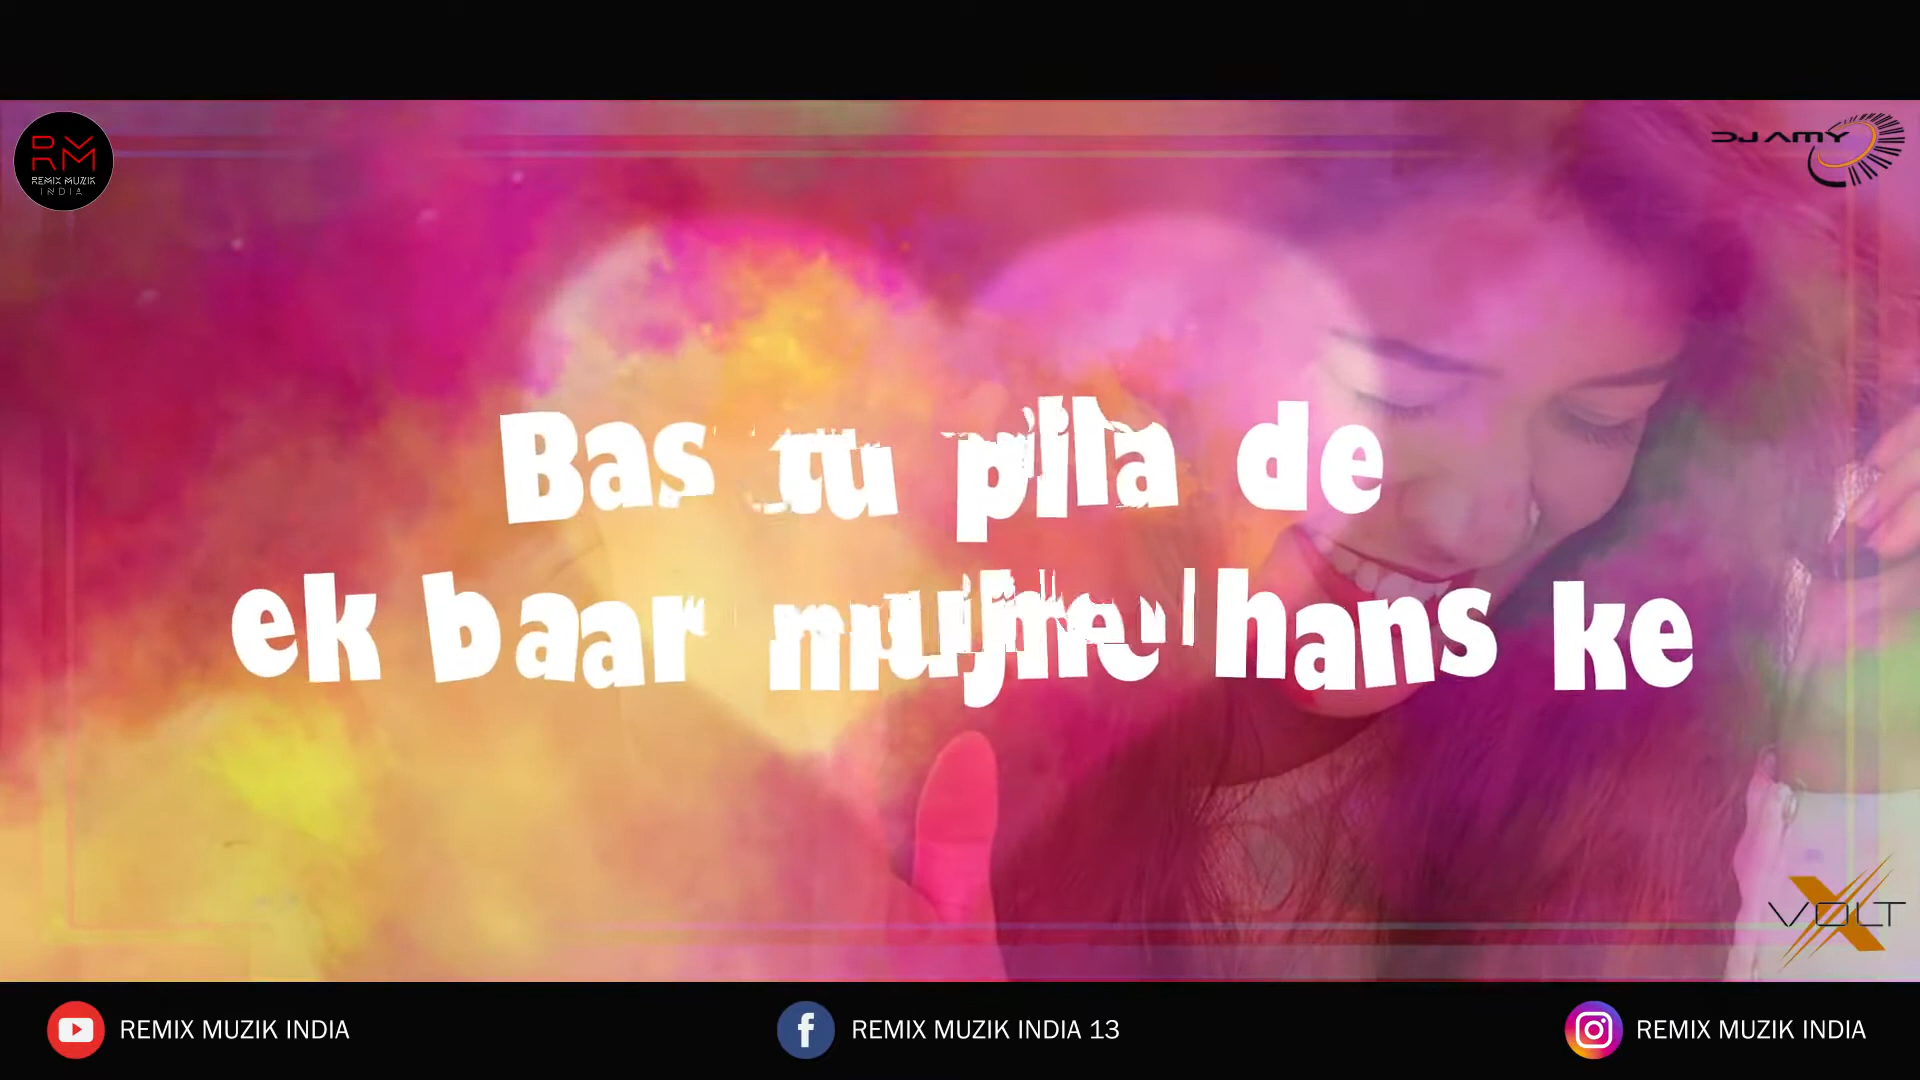 RM
REMIX MUZIK
INDIA
DJ AMY
Bas tu pila de
ek baar mujhe hans ke
VOLT
X
REMIX MUZIK INDIA
REMIX MUZIK INDIA 13
REMIX MUZIK INDIA